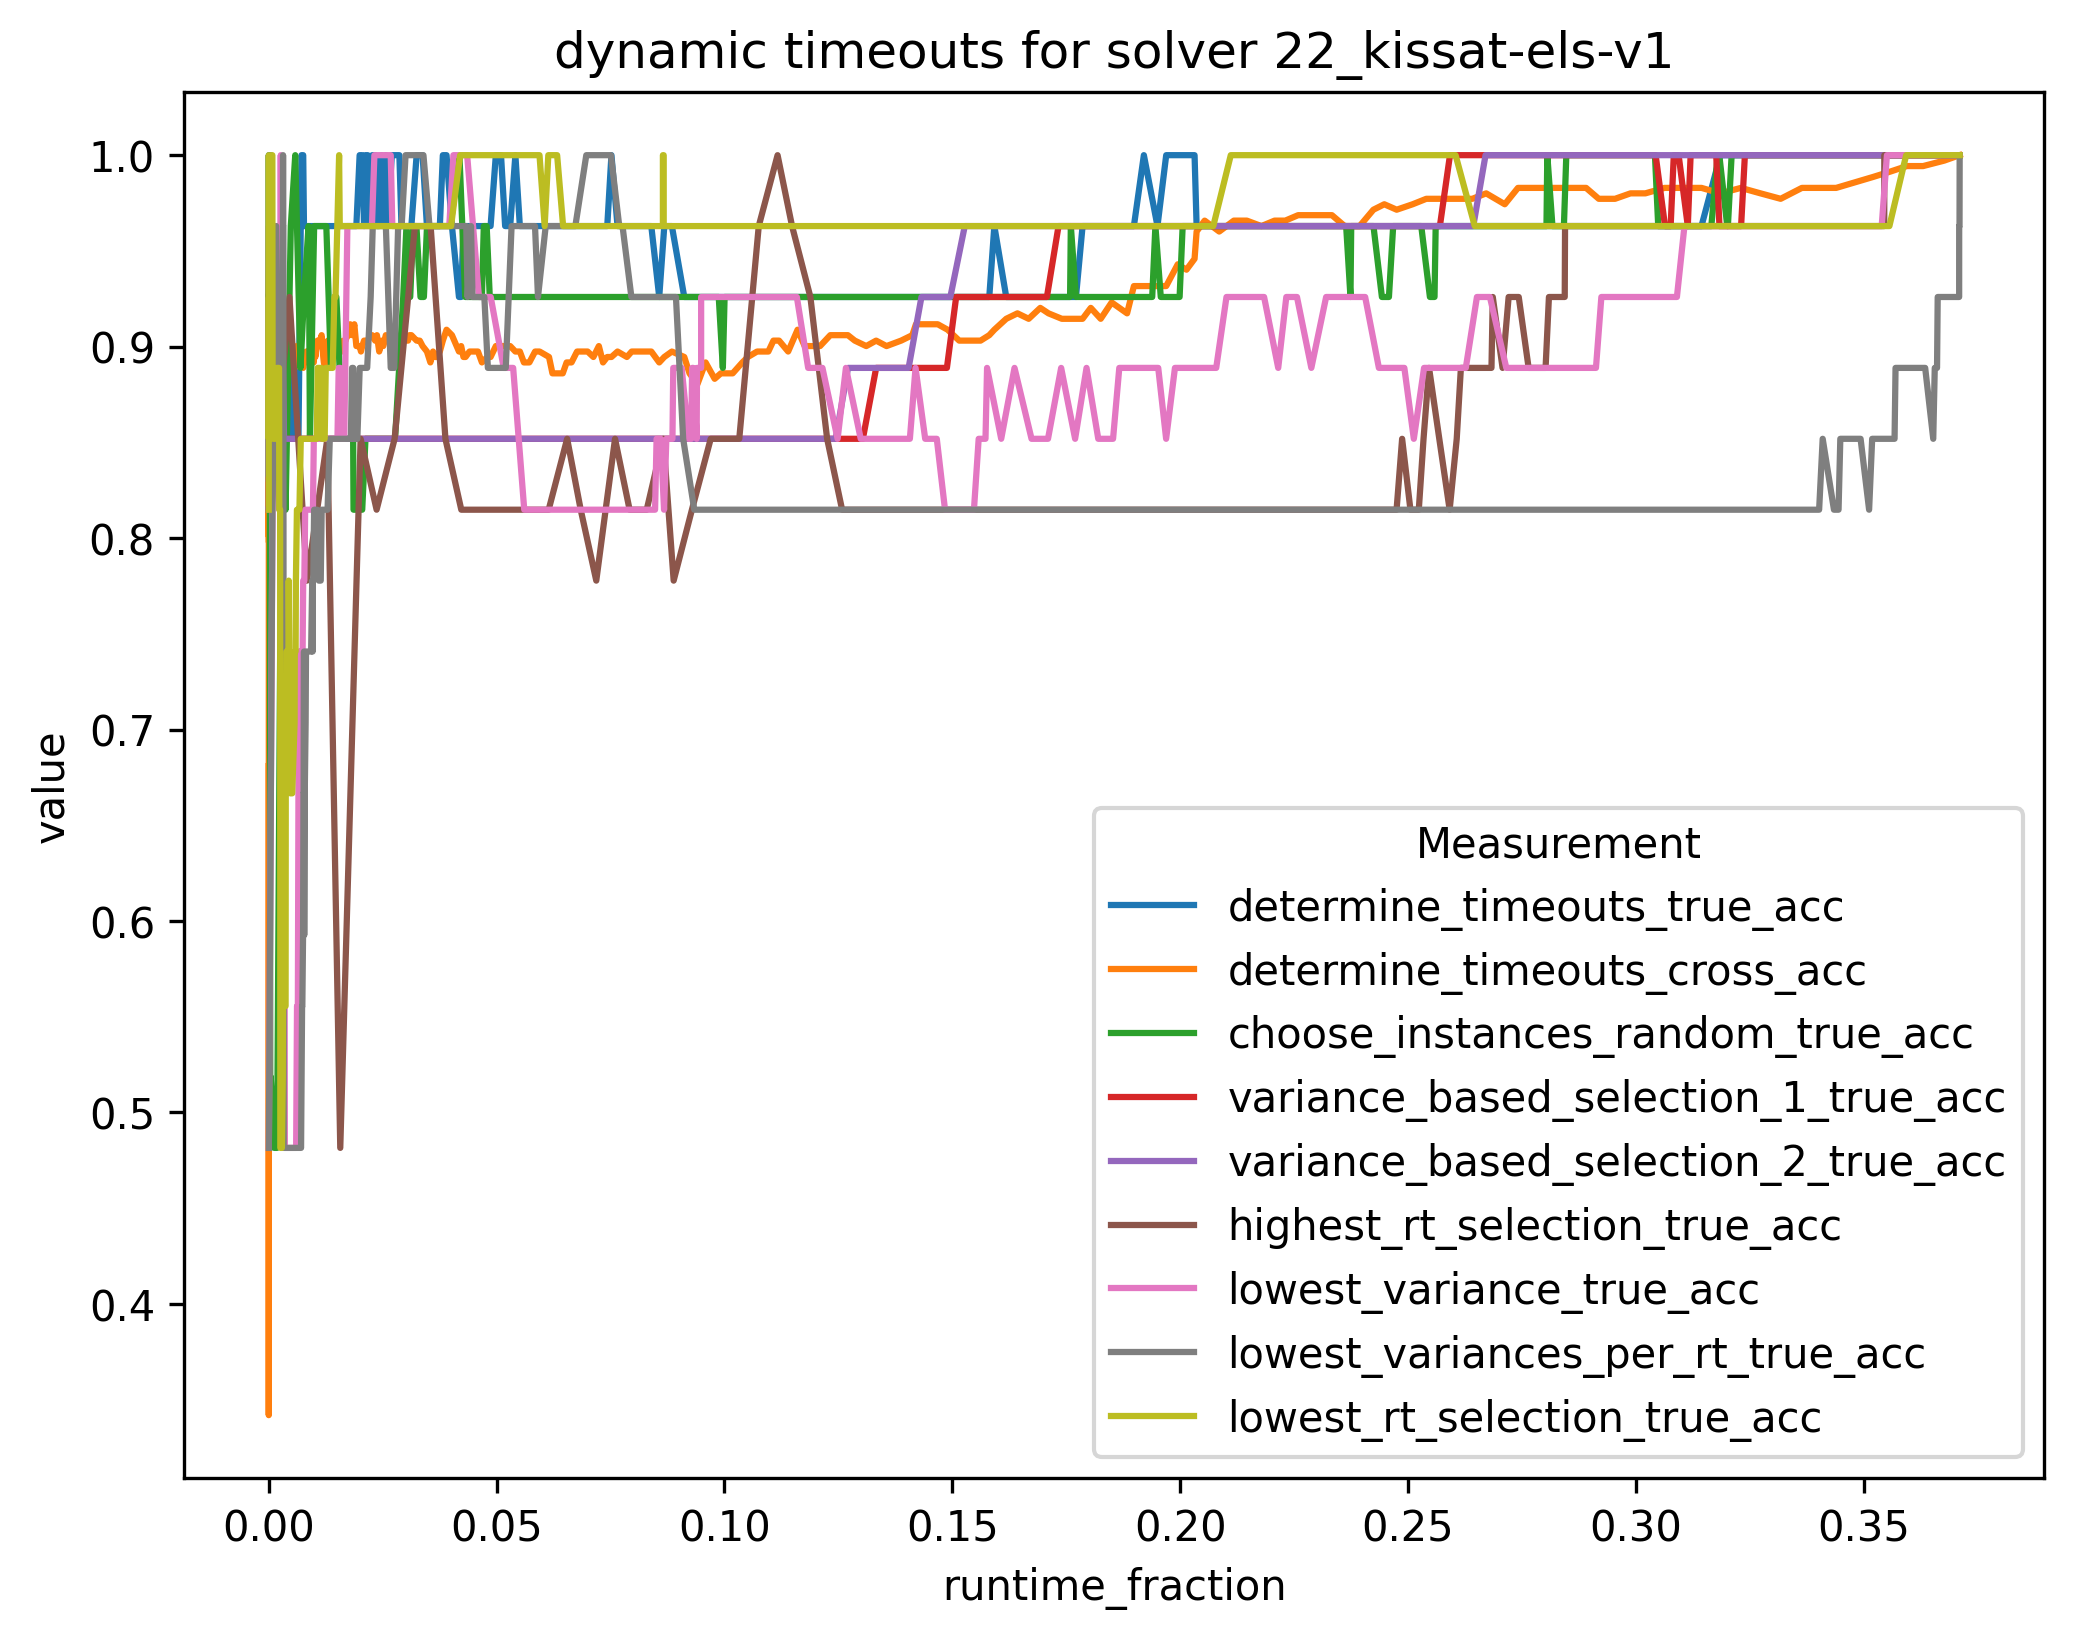 dynamic timeouts for solver 22_kissat-els-v1
1.0
0.9
0.8
0.7
0.6
0.5
0.4
value
Measurement
determine_timeouts_true_acc
determine_timeouts_cross_acc
choose_instances_random_true_acc
variance_based_selection_1_true_acc
variance_based_selection_2_true_acc
highest_rt_selection_true_acc
lowest_variance_true_acc
lowest_variances_per_rt_true_acc
lowest_rt_selection_true_acc
0.00 0.05 0.10 0.15 0.20 0.25 0.30 0.35
runtime_fraction